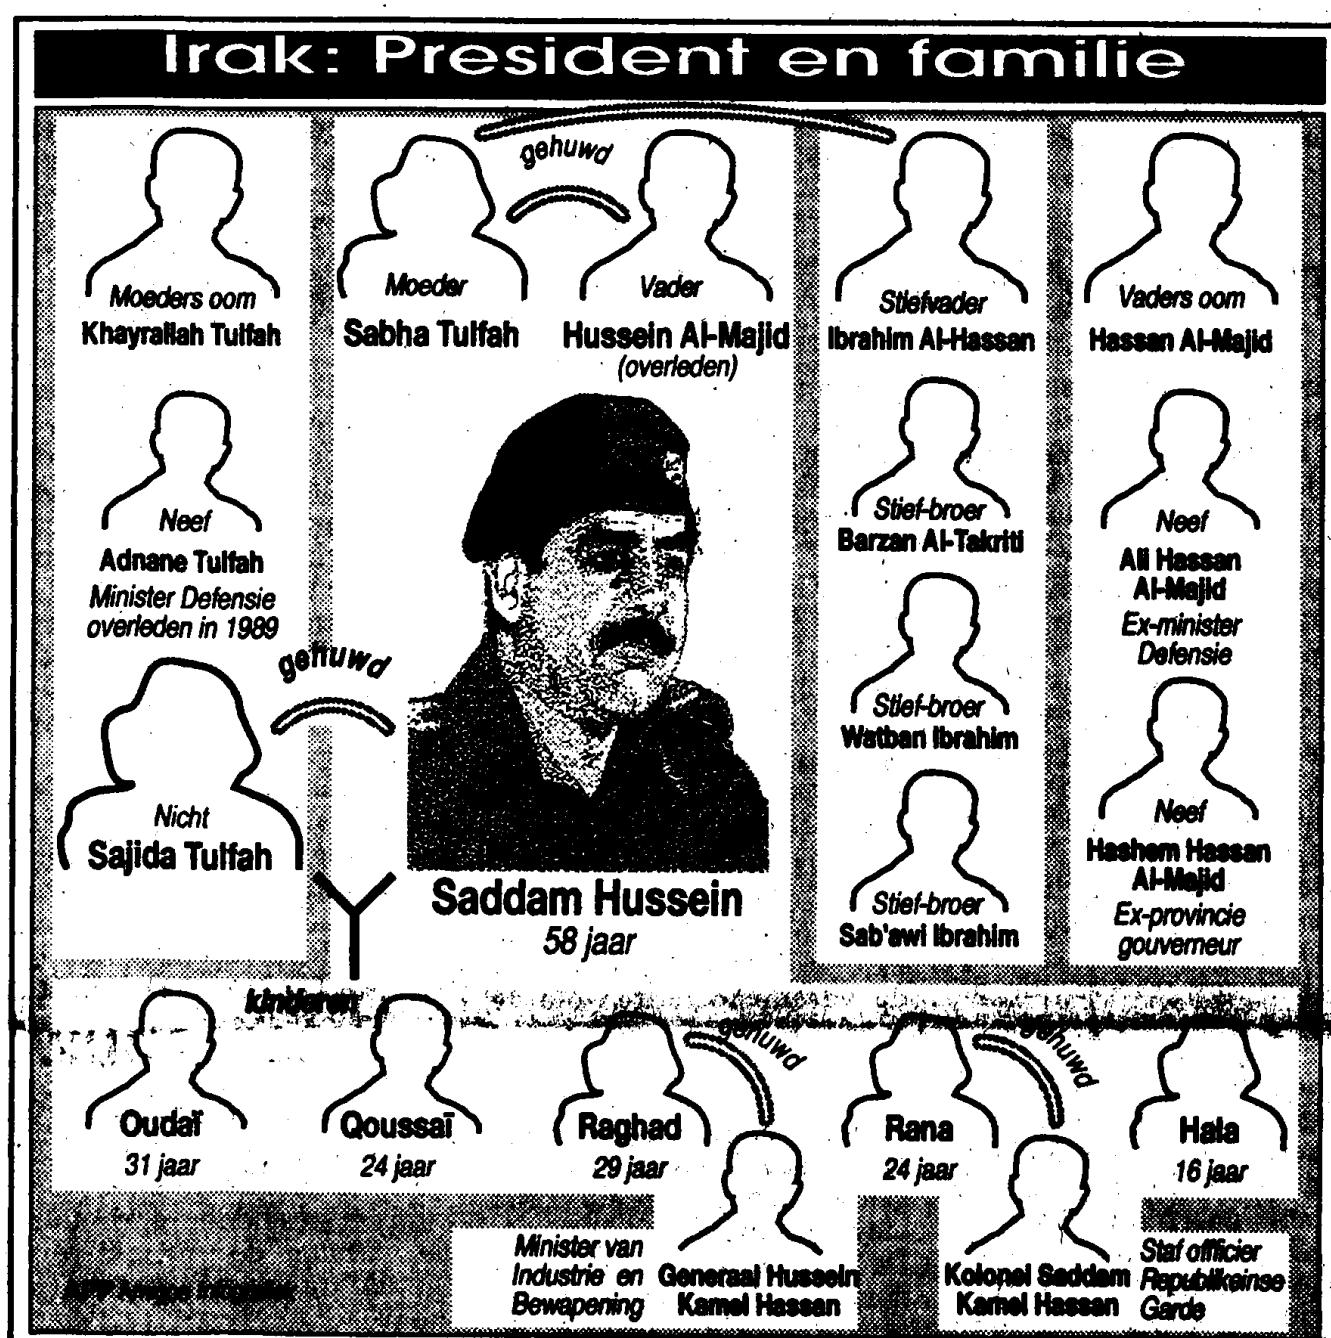 Irak: President en familie
gehuwd
Moeders oom
Khayrallah Tulfah
Moeder
Sabha Tulfah
Vader
Hussein Al-Majid
(overleden)
Stiefvader
Ibrahim Al-Hassan
Vaders oom
Hassan Al-Majid
Neef
Adnane Tulfah
Minister Defensie
overleden in 1989
Stief-broer
Barzan Al-Takriti
Neef
Ali Hassan
Al-Majid
Ex-minister
Defensie
gehuwd
Stief-broer
Watban Ibrahim
Nicht
Sajida Tulfah
Saddam Hussein
58 jaar
Stief-broer
Sab'awi Ibrahim
Neef
Hashem Hassan
Al-Majid
Ex-provincie
gouverneur
kinderen
gehuwd
gehuwd
Oudaï
31 jaar
Qoussaï
24 jaar
Raghad
29 jaar
Rana
24 jaar
Hala
16 jaar
Minister van
Industrie en
Bewapening
Generaal Hussein
Kamel Hassan
Kolonel Saddam
Kamel Hassan
Staf offficier
Republikeinse
Garde